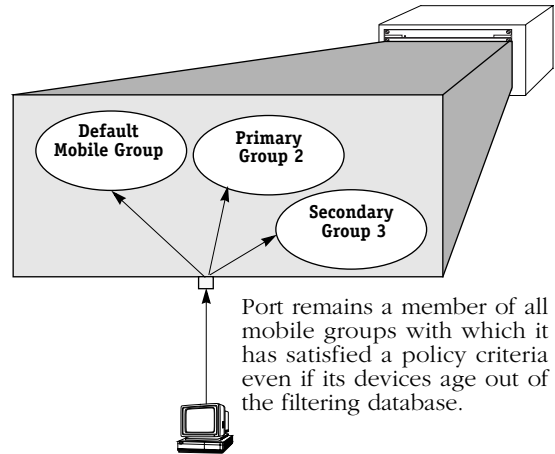 Default
Mobile Group
Primary
Group 2
Secondary
Group 3
Port remains a member of all
mobile groups with which it
has satisfied a policy criteria
even if its devices age out of
the filtering database.